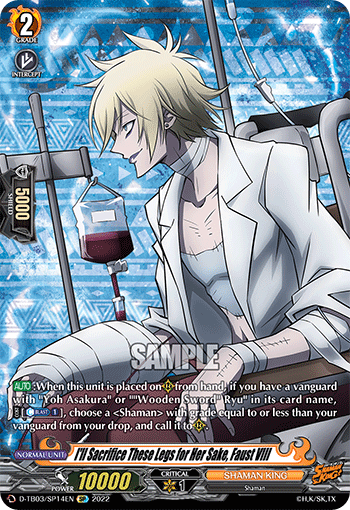 2
GRADE
INTERCEPT
5000
SHIELD
SAMPLE
AUTO:When this unit is placed on R from hand, if you have a vanguard
with "Yoh Asakura" or ""Wooden Sword" Ryu" in its card name,
COST [C-BLAST 1], choose a <Shaman> with grade equal to or less than your
vanguard from your drop, and call it to R.
NORMAL UNIT
I'll Sacrifice These Legs for Her Sake, Faust VIII
SHAMAN KING
POWER 10000
CRITICAL
1
Shaman
SHAMAN KING
D-TB03/SP14EN SP 2022
©H.K/SK,TX